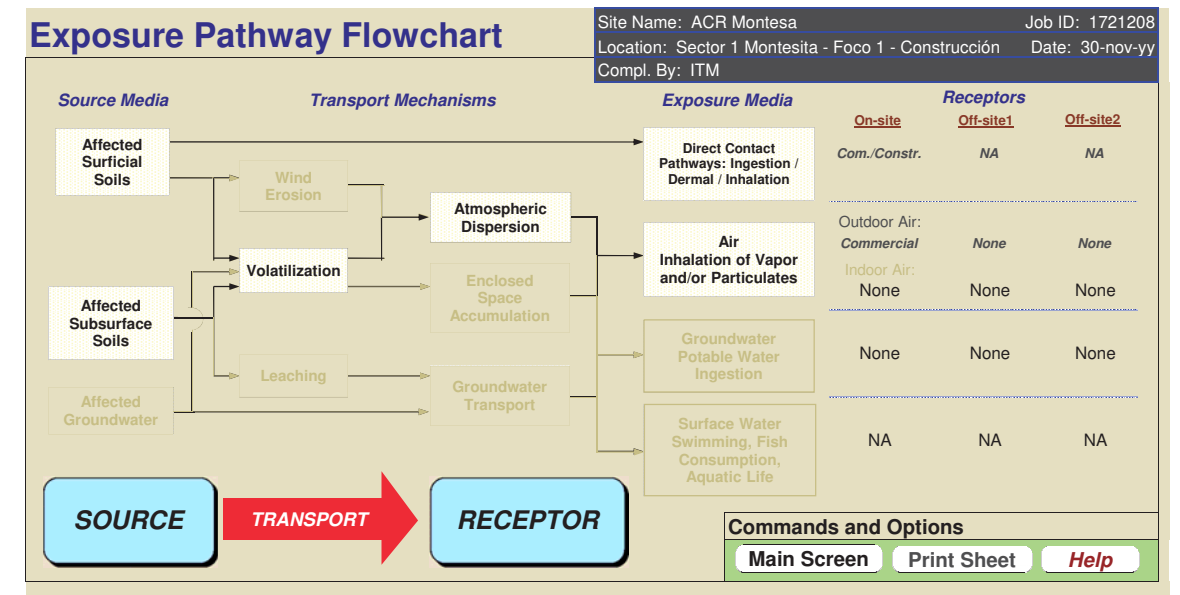 Exposure Pathway Flowchart
Site Name: ACR Montesa Job ID: 1721208
Location: Sector 1 Montesita - Foco 1 - Construcción Date: 30-nov-yy
Compl. By: ITM
Source Media Transport Mechanisms Exposure Media Receptors
On-site Off-site1 Off-site2
Affected
Surficial
Soils
Wind
Erosion
Direct Contact
Pathways: Ingestion /
Dermal / Inhalation
Com./Constr. NA NA
Atmospheric
Dispersion
Volatilization
Air
Inhalation of Vapor
and/or Particulates
Outdoor Air:
Commercial None None
Indoor Air:
None None None
Affected
Subsurface
Soils
Enclosed
Space
Accumulation
Groundwater
Potable Water
Ingestion
None None None
Leaching
Groundwater
Transport
Affected
Groundwater
Surface Water
Swimming, Fish
Consumption,
Aquatic Life
NA NA NA
SOURCE TRANSPORT RECEPTOR
Commands and Options
Main Screen Print Sheet Help